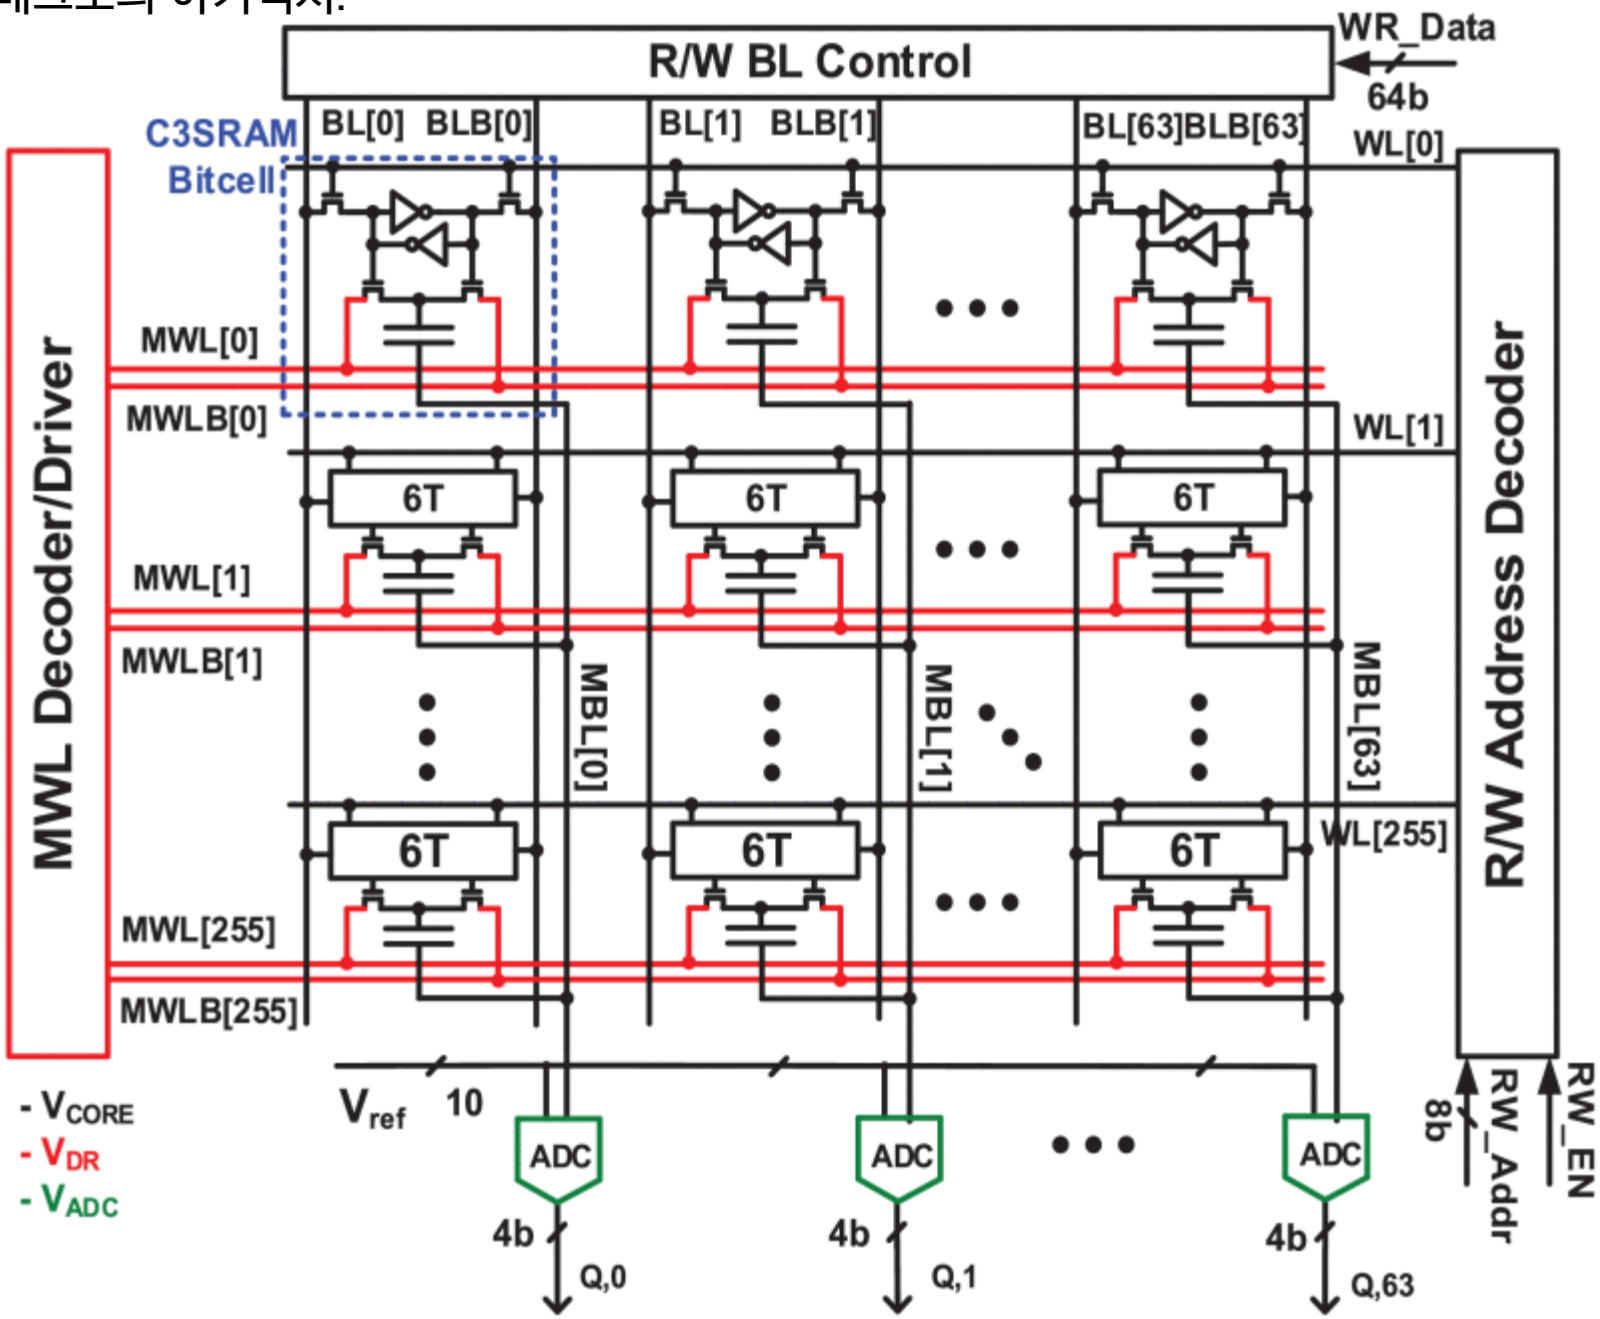 R/W BL Control
WR_Data
64b
C3SRAM
Bitcell
BL[0] BLB[0]
BL[1] BLB[1]
BL[63]BLB[63]
WL[0]
MWL Decoder/Driver
R/W Address Decoder
MWL[0]
MWLB[0]
WL[1]
6T
6T
6T
MWL[1]
MWLB[1]
MBL[0]
MBL[1]
MBL[63]
6T
6T
6T
WL[255]
MWL[255]
MWLB[255]
Vref
10
- VCORE
- VDR
- VADC
ADC
ADC
ADC
8b
RW_Addr
RW_EN
4b
4b
4b
Q,0
Q,1
Q,63